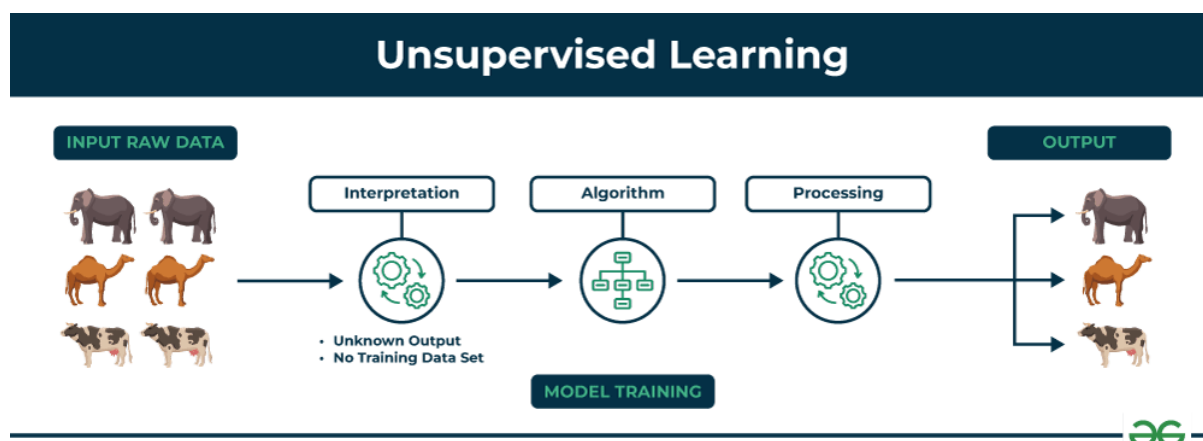 Unsupervised Learning
INPUT RAW DATA
OUTPUT
Interpretation
Algorithm
Processing
• Unknown Output
• No Training Data Set
MODEL TRAINING